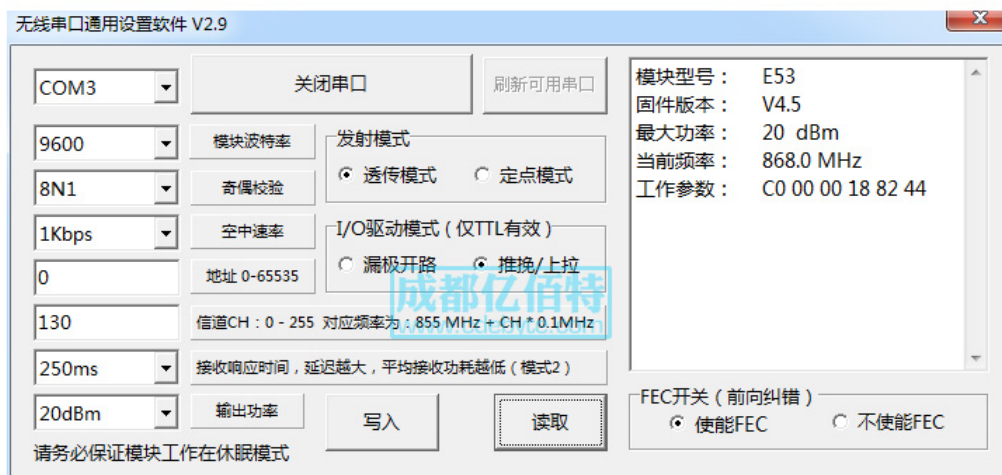 无线串口通用设置软件 V2.9
COM3
关闭串口
刷新可用串口
9600
模块波特率
8N1
奇偶校验
1Kbps
空中速率
0
地址 0-65535
130
信道CH：0 - 255 对应频率为：855 MHz + CH * 0.1MHz
250ms
接收响应时间，延迟越大，平均接收功耗越低（模式2）
20dBm
输出功率
写入
读取
请务必保证模块工作在休眠模式
发射模式
透传模式
定点模式
I/O驱动模式（仅TTL有效）
漏极开路
推挽/上拉
成都亿佰特
模块型号： E53
固件版本： V4.5
最大功率： 20 dBm
当前频率： 868.0 MHz
工作参数： C0 00 00 18 82 44
FEC开关（前向纠错）
使能FEC
不使能FEC